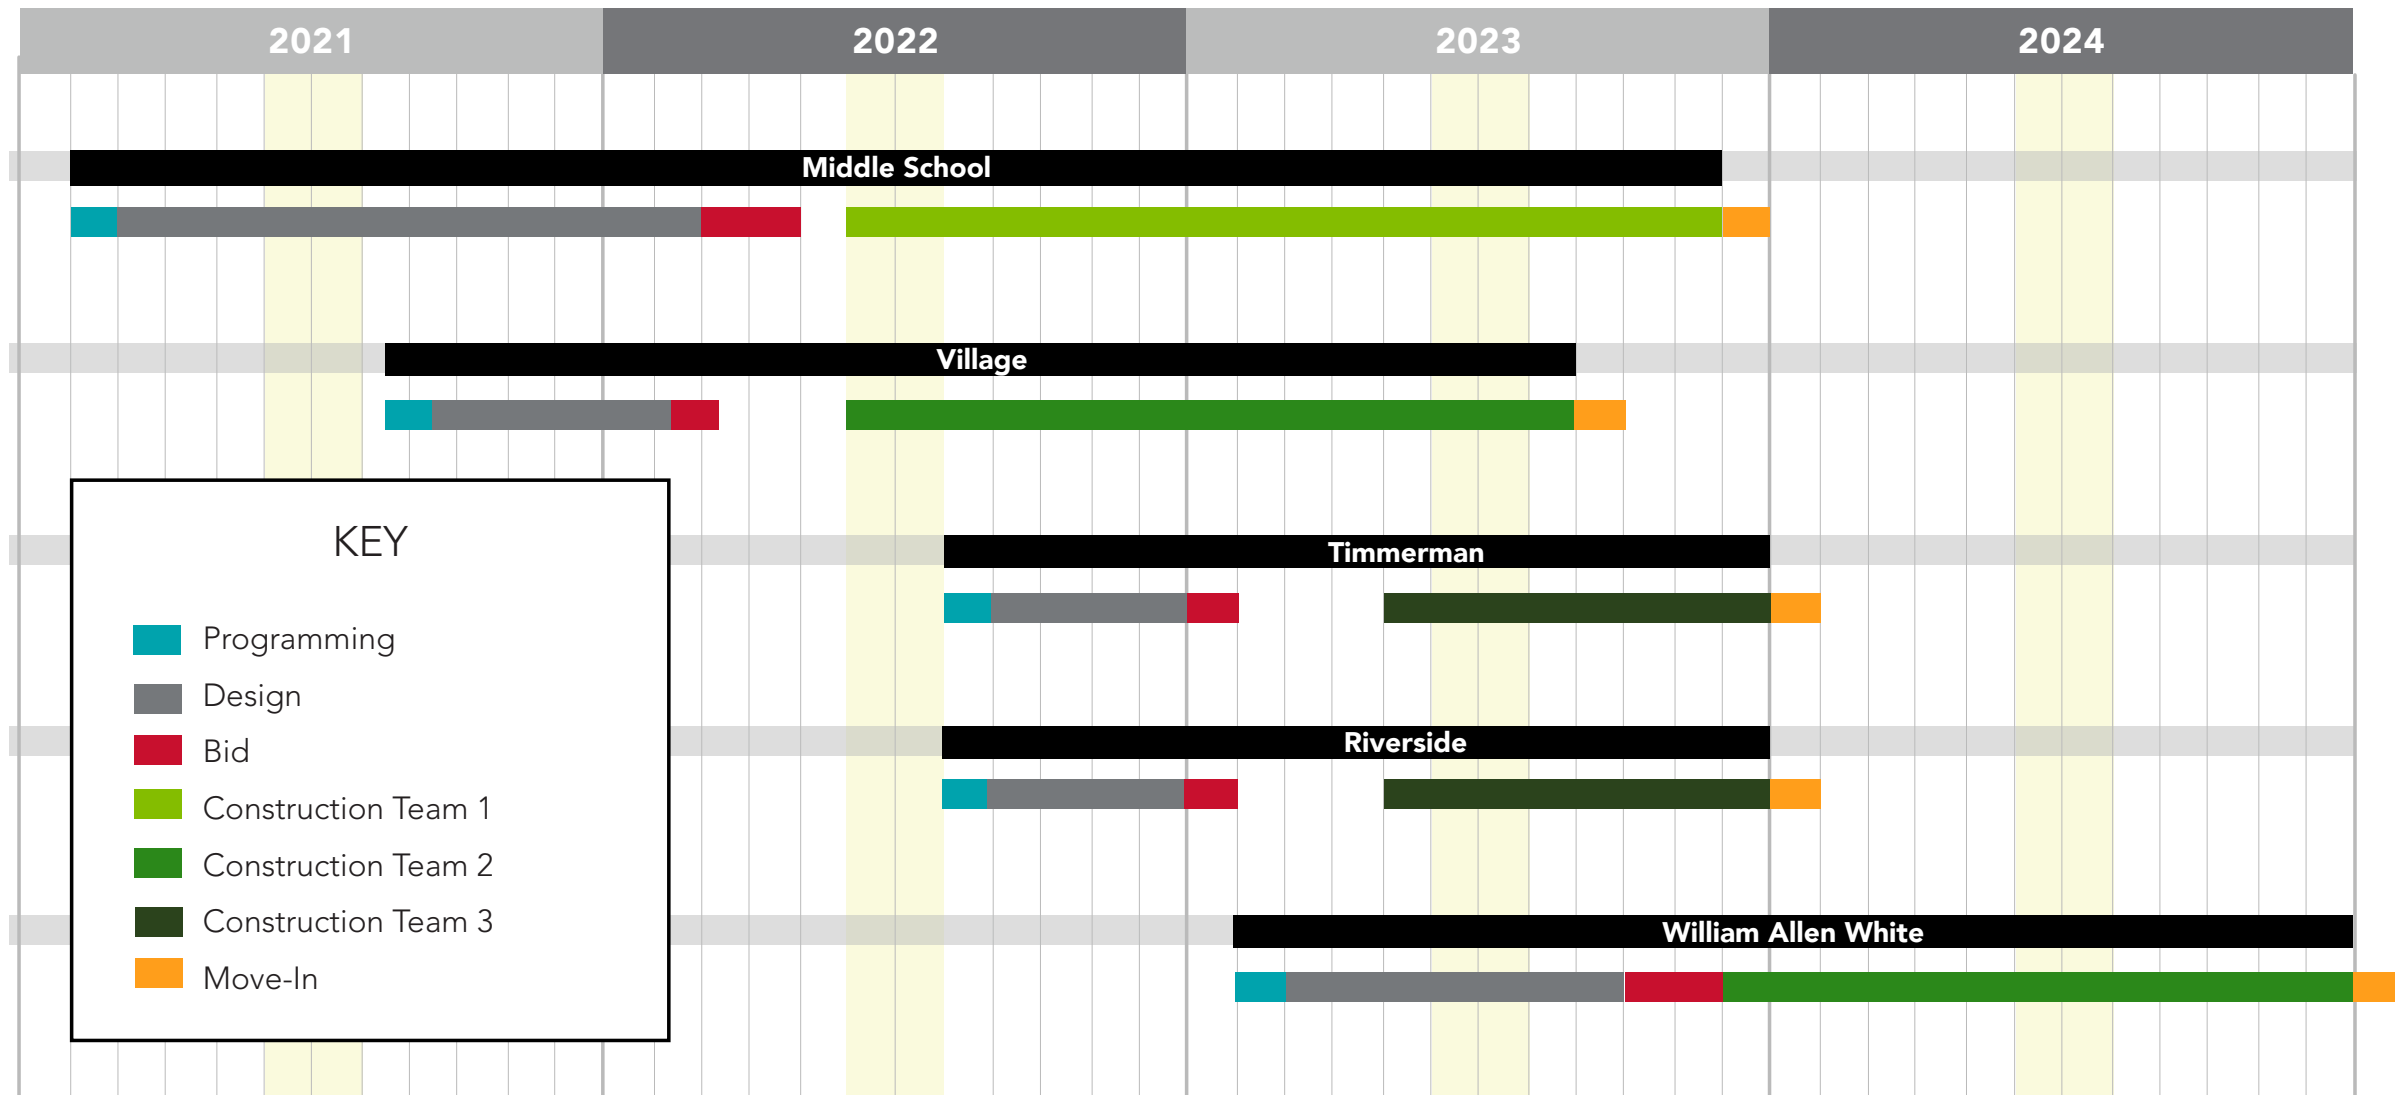 2021
2022
2023
2024
Middle School
Village
Timmerman
Riverside
William Allen White
KEY
Programming
Design
Bid
Construction Team 1
Construction Team 2
Construction Team 3
Move-In